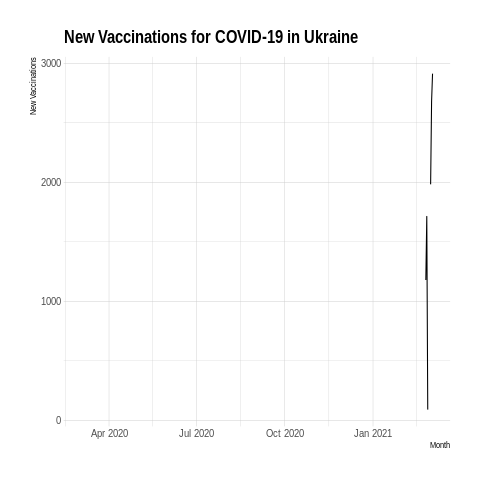 New Vaccinations for COVID-19 in Ukraine
New Vaccinations
3000
2000
1000
0
Apr 2020 Jul 2020 Oct 2020 Jan 2021
Month